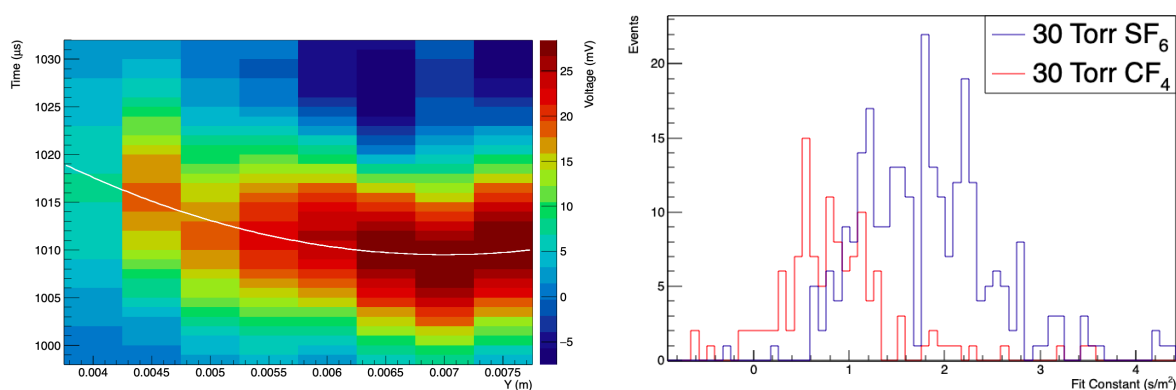 Time (μs)
1030
1025
1020
1015
1010
1005
1000
0.004 0.0045 0.005 0.0055 0.006 0.0065 0.007 0.0075
Y (m)
Voltage (mV)
25
20
15
10
5
0
−5
Events
20
15
10
5
0
0 1 2 3 4
Fit Constant (s/m²)
30 Torr SF₆
30 Torr CF₄